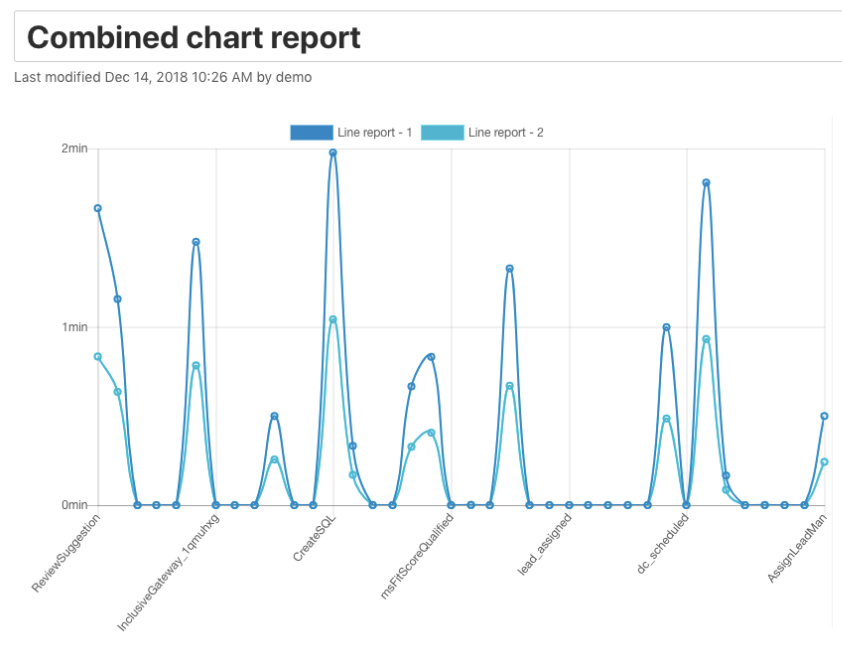 Combined chart report
Last modified Dec 14, 2018 10:26 AM by demo
Line report - 1 Line report - 2
2min
1min
0min
ReviewSuggestion
InclusiveGateway_1qmuhxg
CreateSQL
msFitScoreQualified
lead_assigned
dc_scheduled
AssignLeadMan